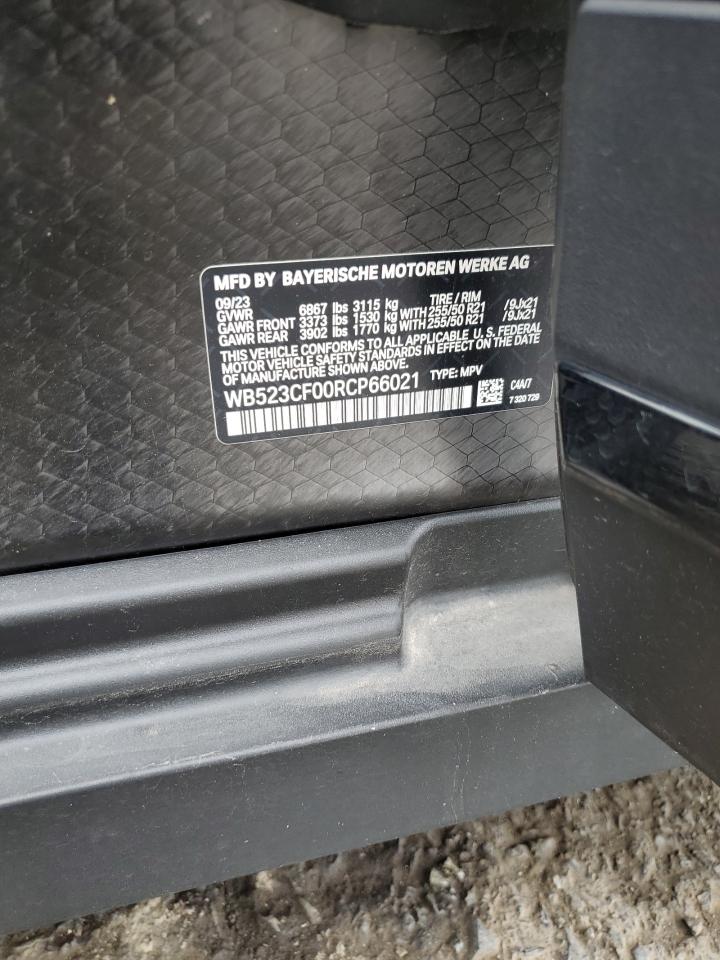 MFD BY BAYERISCHE MOTOREN WERKE AG
09/23 TIRE / RIM
GVWR 6867 lbs 3115 kg
GAWR FRONT 3373 lbs 1530 kg WITH 255/50 R21 /9Jx21
GAWR REAR 3902 lbs 1770 kg WITH 255/50 R21 /9Jx21
THIS VEHICLE CONFORMS TO ALL APPLICABLE U.S. FEDERAL
MOTOR VEHICLE SAFETY STANDARDS IN EFFECT ON THE DATE
OF MANUFACTURE SHOWN ABOVE.
WB523CF00RCP66021 TYPE: MPV
C4A/7
7 320 729